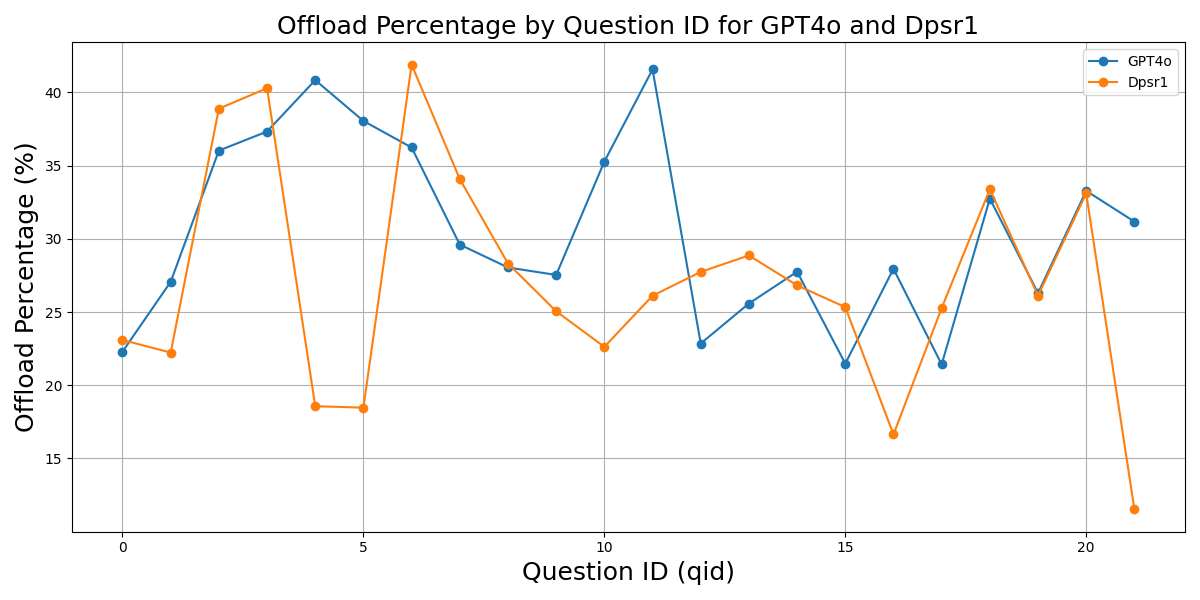 Offload Percentage by Question ID for GPT4o and Dpsr1
GPT4o
Dpsr1
Offload Percentage (%)
40
35
30
25
20
15
0 5 10 15 20
Question ID (qid)